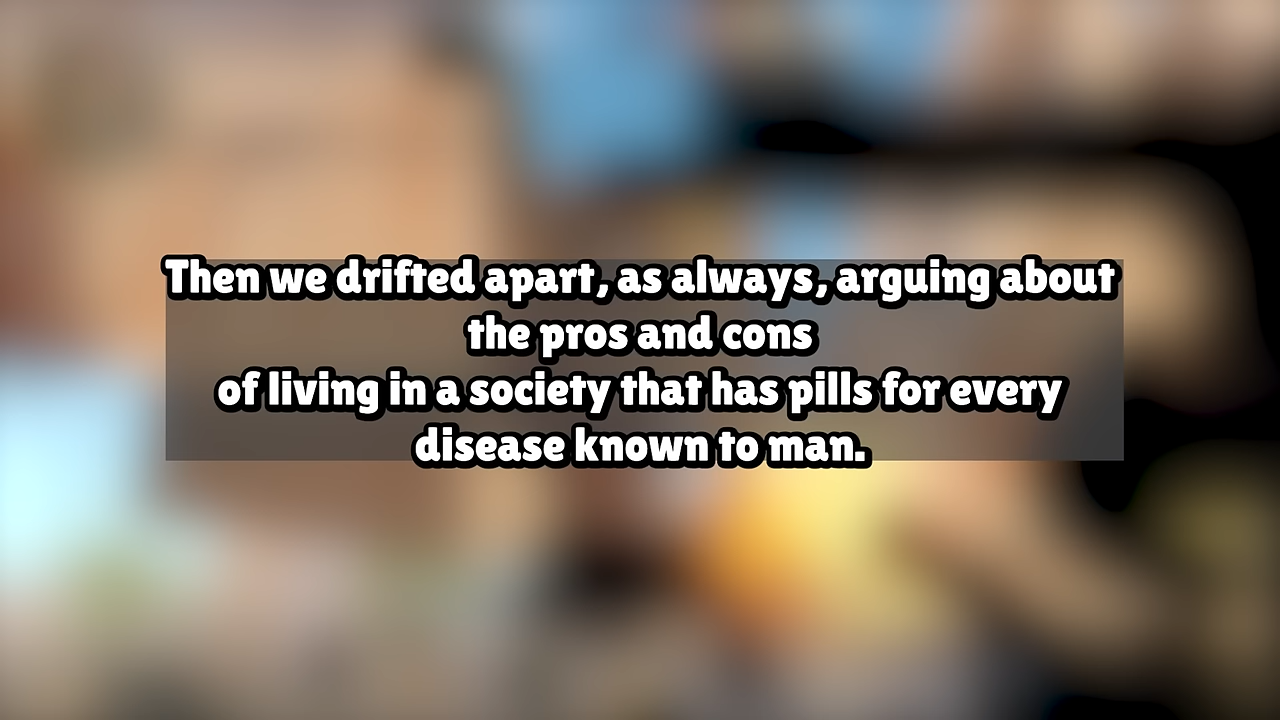 Then we drifted apart, as always, arguing about
the pros and cons
of living in a society that has pills for every
disease known to man.